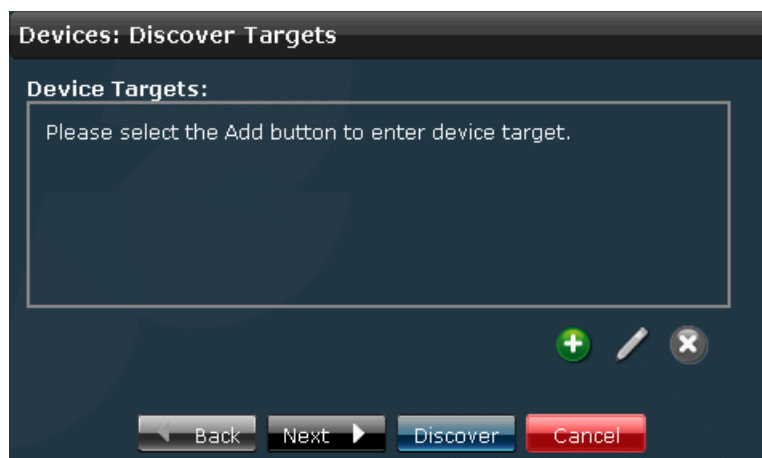 Devices: Discover Targets
Device Targets:
Please select the Add button to enter device target.
Back Next Discover Cancel